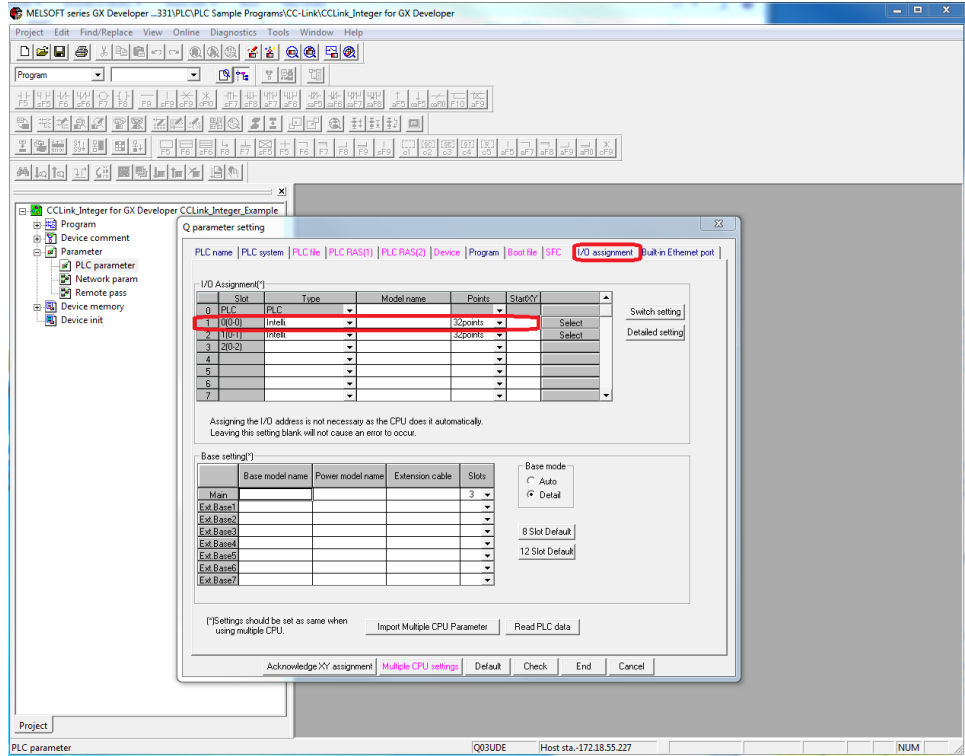 MELSOFT series GX Developer ...331\PLC\PLC Sample Programs\CC-Link\CCLink_Integer for GX Developer
Project Edit Find/Replace View Online Diagnostics Tools Window Help
Program
CCLink_Integer for GX Developer CCLink_Integer_Example
Program
Device comment
Parameter
PLC parameter
Network param
Remote pass
Device memory
Device init
Project
Q parameter setting
PLC name PLC system PLC file PLC RAS(1) PLC RAS(2) Device Program Boot file SFC I/O assignment Built-in Ethernet port
I/O Assignment(*)
Slot Type Model name Points StartXY
0 PLC PLC
1 0(0-0) Intelli. 32points Select
2 1(0-1) Intelli. 32points Select
3 2(0-2)
4
5
6
7
Switch setting
Detailed setting
Assigning the I/O address is not necessary as the CPU does it automatically.
Leaving this setting blank will not cause an error to occur.
Base setting(*)
Base model name Power model name Extension cable Slots
Main 3
Ext.Base1
Ext.Base2
Ext.Base3
Ext.Base4
Ext.Base5
Ext.Base6
Ext.Base7
Base mode
Auto
Detail
8 Slot Default
12 Slot Default
(*)Settings should be set as same when
using multiple CPU.
Import Multiple CPU Parameter Read PLC data
Acknowledge XY assignment Multiple CPU settings Default Check End Cancel
PLC parameter Q03UDE Host sta.-172.18.55.227 NUM